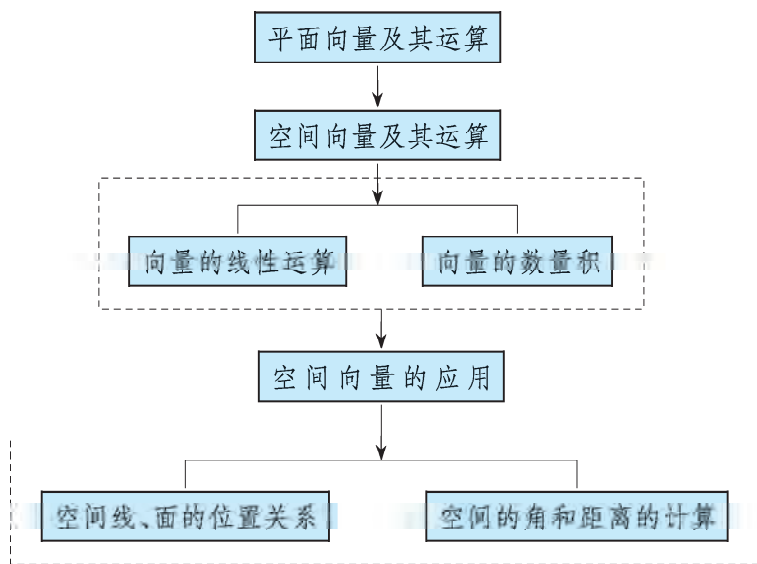 平面向量及其运算
空间向量及其运算
向量的线性运算
向量的数量积
空间向量的应用
空间线、面的位置关系
空间的角和距离的计算